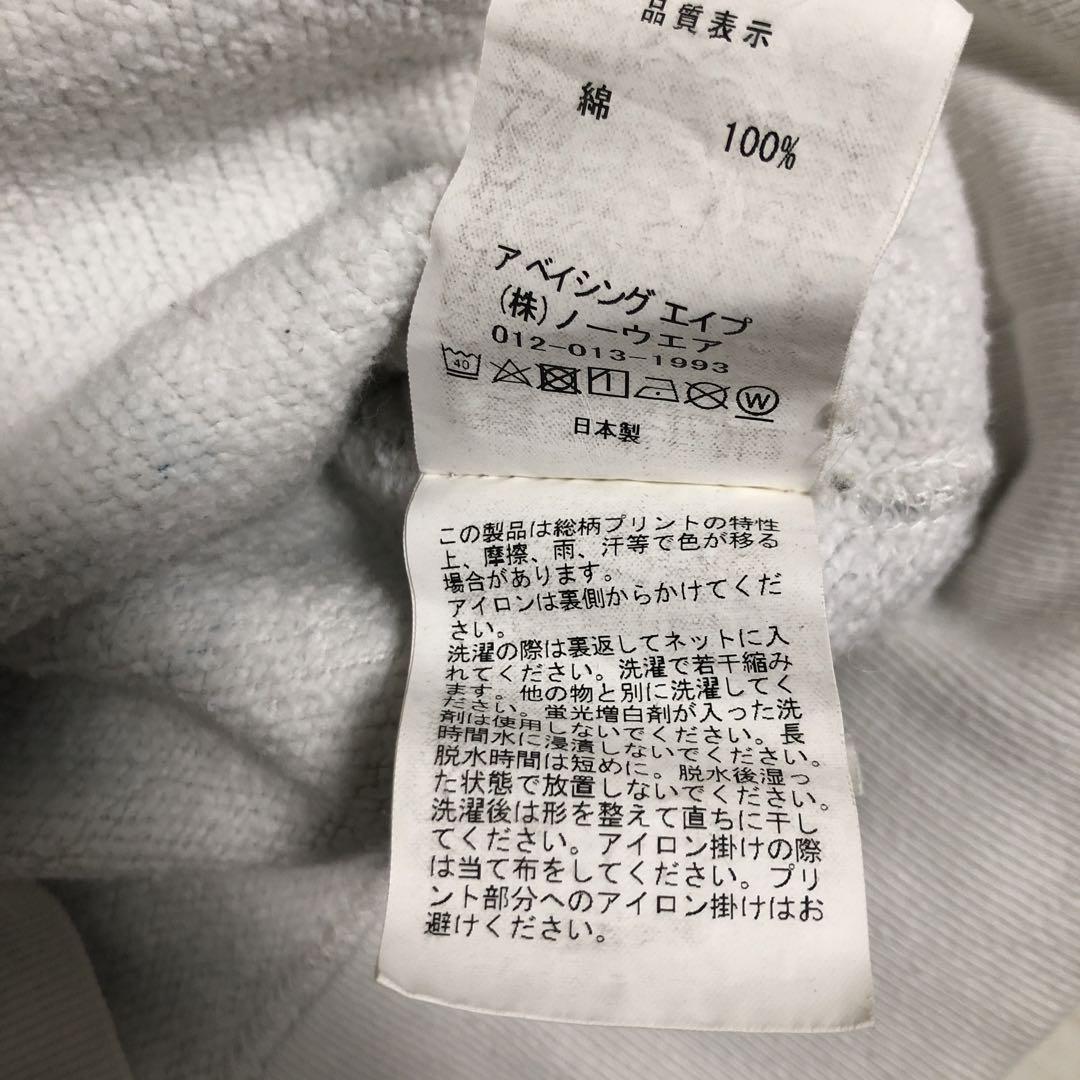 品質表示
綿
100%
ア ベイシング エイプ
(株)ノーウエア
012-013-1993
40 W
日本製
この製品は総柄プリントの特性
上、摩擦、雨、汗等で色が移る
場合があります。
アイロンは裏側からかけてくだ
さい。
洗濯の際は裏返してネットに入
れてください。洗濯で若干縮み
ます。他の物と別に洗濯してく
ださい。蛍光増白剤が入った洗
剤は使用しないでください。長
時間水に浸漬しないでください。
脱水時間は短めに。脱水後湿っ
た状態で放置しないでください。
洗濯後は形を整えて直ちに干し
てください。アイロン掛けの際
は当て布をしてください。プリ
ント部分へのアイロン掛けはお
避けください。